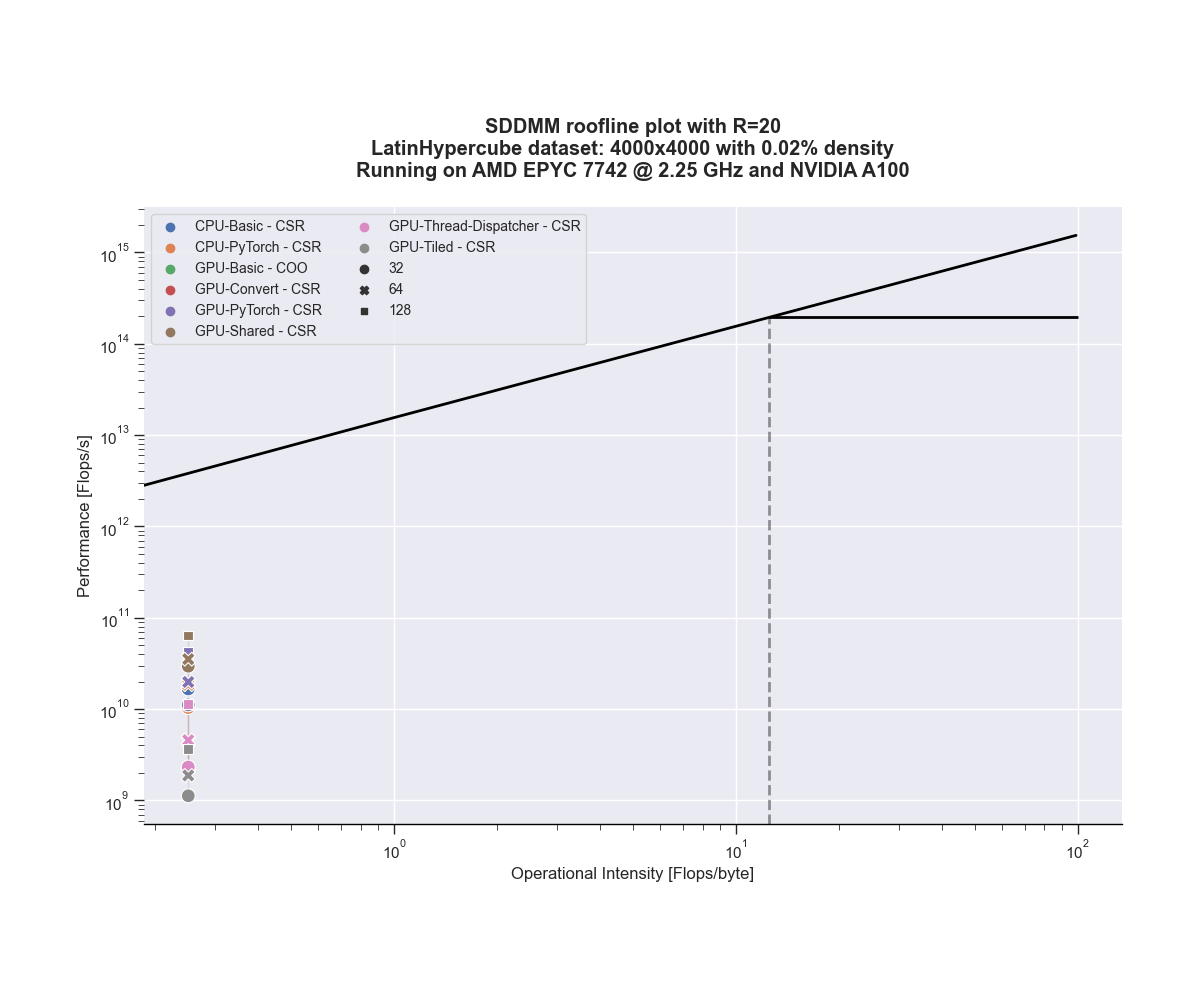 SDDMM roofline plot with R=20
LatinHypercube dataset: 4000x4000 with 0.02% density
Running on AMD EPYC 7742 @ 2.25 GHz and NVIDIA A100
CPU-Basic - CSR
CPU-PyTorch - CSR
GPU-Basic - COO
GPU-Convert - CSR
GPU-PyTorch - CSR
GPU-Shared - CSR
GPU-Thread-Dispatcher - CSR
GPU-Tiled - CSR
32
64
128
Performance [Flops/s]
10^15
10^14
10^13
10^12
10^11
10^10
10^9
10^0
10^1
10^2
Operational Intensity [Flops/byte]